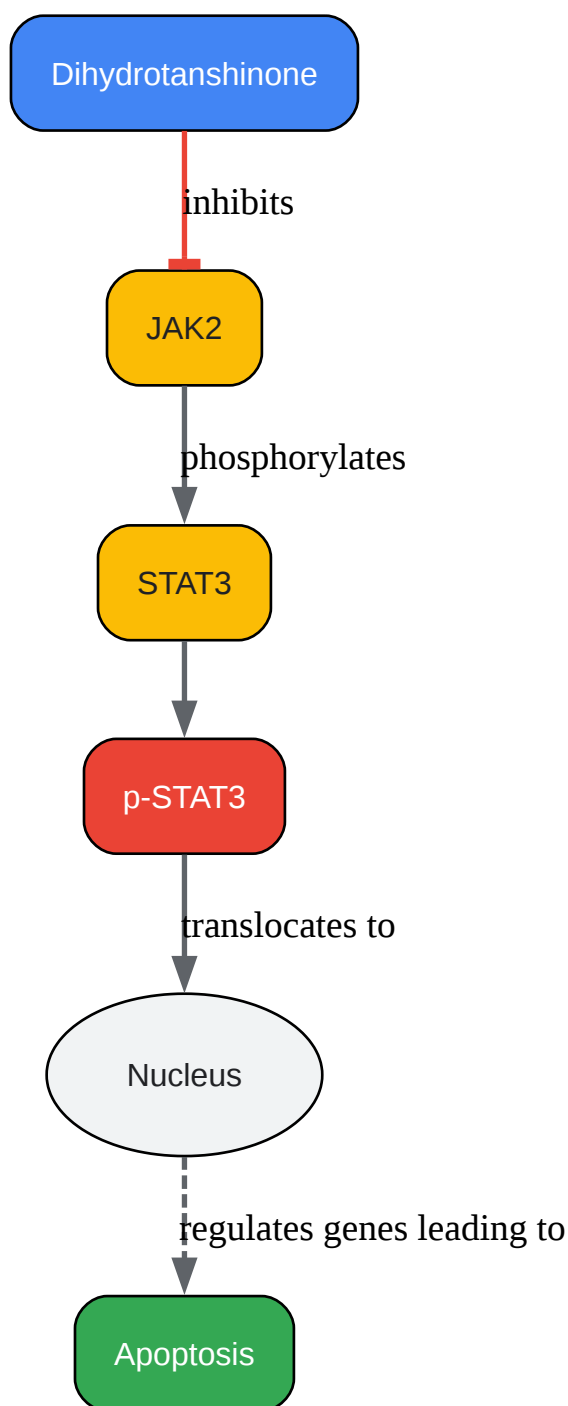 Dihydrotanshinone
inhibits
JAK2
phosphorylates
STAT3
p-STAT3
translocates to
Nucleus
regulates genes leading to
Apoptosis